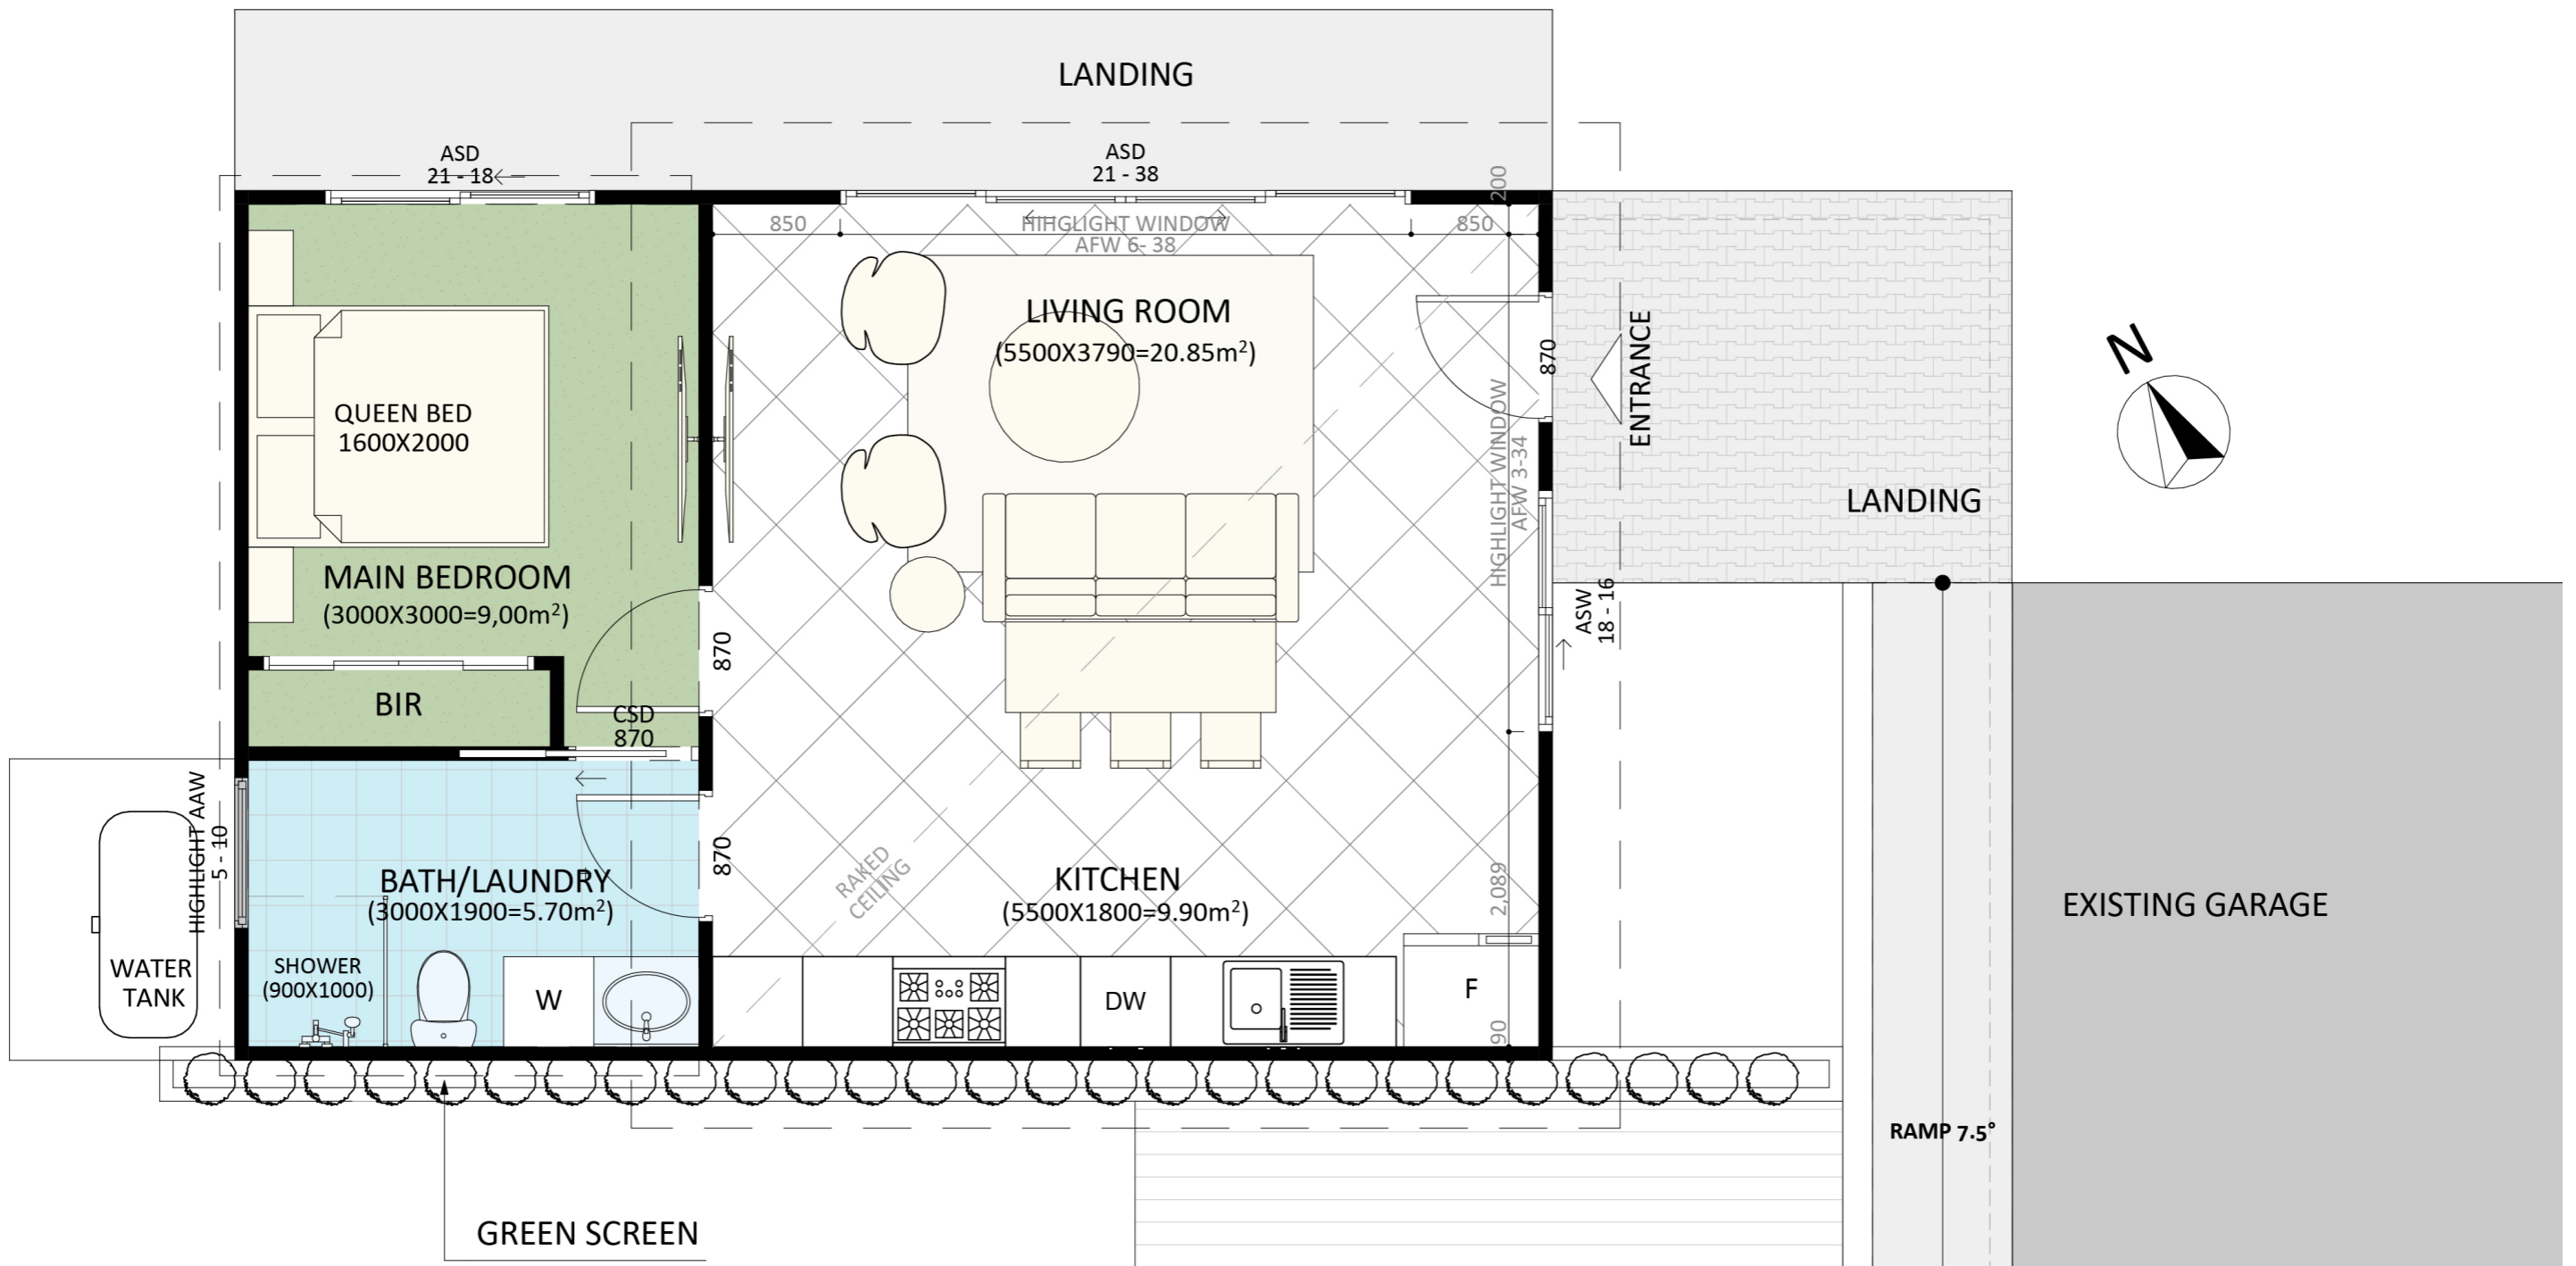 LANDING
ASD
21 - 18
ASD
21 - 38
200
850
HIHGLIGHT WINDOW
AFW 6- 38
850
LIVING ROOM
(5500X3790=20.85m²)
870
ENTRANCE
N
QUEEN BED
1600X2000
HIGHLIGHT WINDOW
AFW 3-34
LANDING
MAIN BEDROOM
(3000X3000=9,00m²)
870
ASW
18 - 16
BIR
CSD
870
HIGHLIGHT AAW
5 - 10
BATH/LAUNDRY
(3000X1900=5.70m²)
870
RAKED
CEILING
KITCHEN
(5500X1800=9.90m²)
2,089
EXISTING GARAGE
WATER
TANK
SHOWER
(900X1000)
W
DW
F
90
RAMP 7.5°
GREEN SCREEN